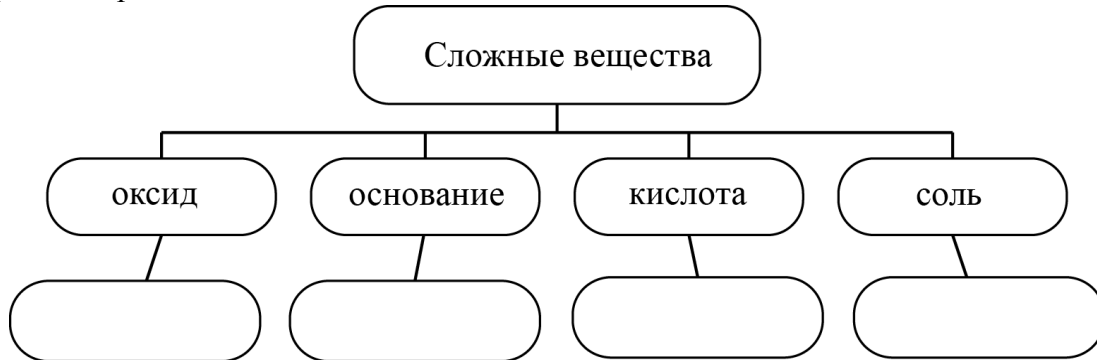 Сложные вещества
оксид
основание
кислота
соль